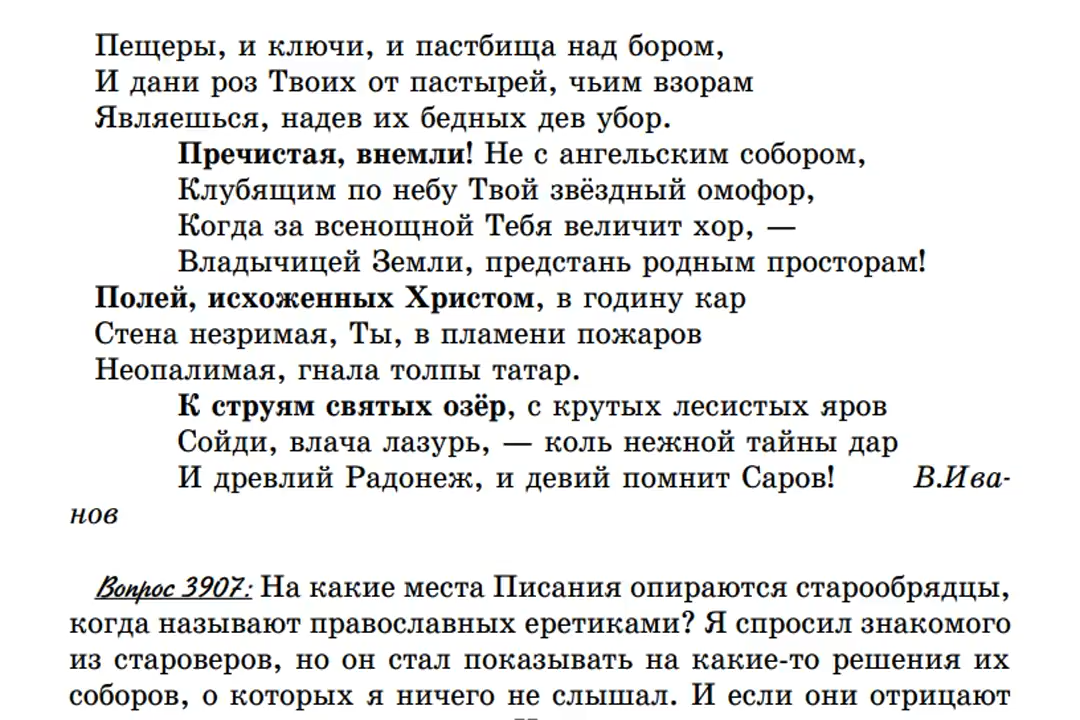 Пещеры, и ключи, и пастбища над бором,
И дани роз Твоих от пастырей, чьим взорам
Являешься, надев их бедных дев убор.
Пречистая, внемли! Не с ангельским собором,
Клубящим по небу Твой звёздный омофор,
Когда за всенощной Тебя величит хор, —
Владычицей Земли, предстань родным просторам!
Полей, исхоженных Христом, в годину кар
Стена незримая, Ты, в пламени пожаров
Неопалимая, гнала толпы татар.
К струям святых озёр, с крутых лесистых яров
Сойди, влача лазурь, — коль нежной тайны дар
И древлий Радонеж, и девий помнит Саров! В.Ива-
нов
Вопрос 3907: На какие места Писания опираются старообрядцы,
когда называют православных еретиками? Я спросил знакомого
из староверов, но он стал показывать на какие-то решения их
соборов, о которых я ничего не слышал. И если они отрицают